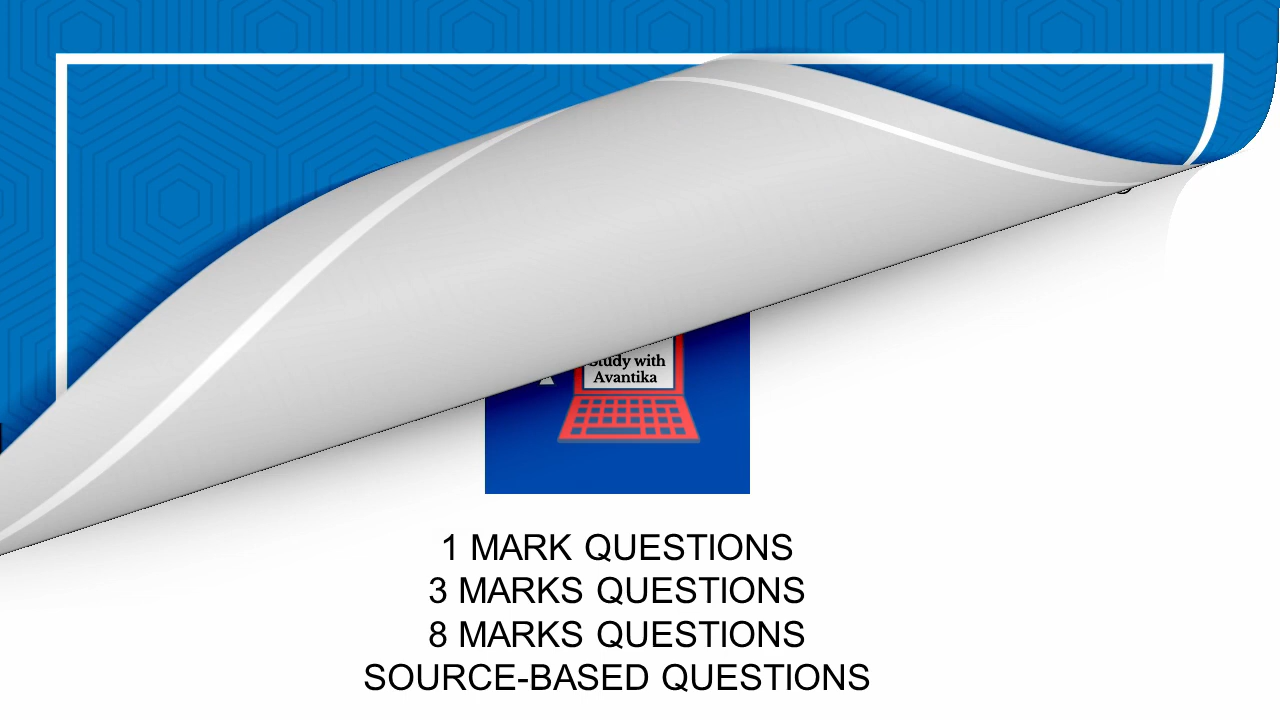 Study with
Avantika
1 MARK QUESTIONS
3 MARKS QUESTIONS
8 MARKS QUESTIONS
SOURCE-BASED QUESTIONS